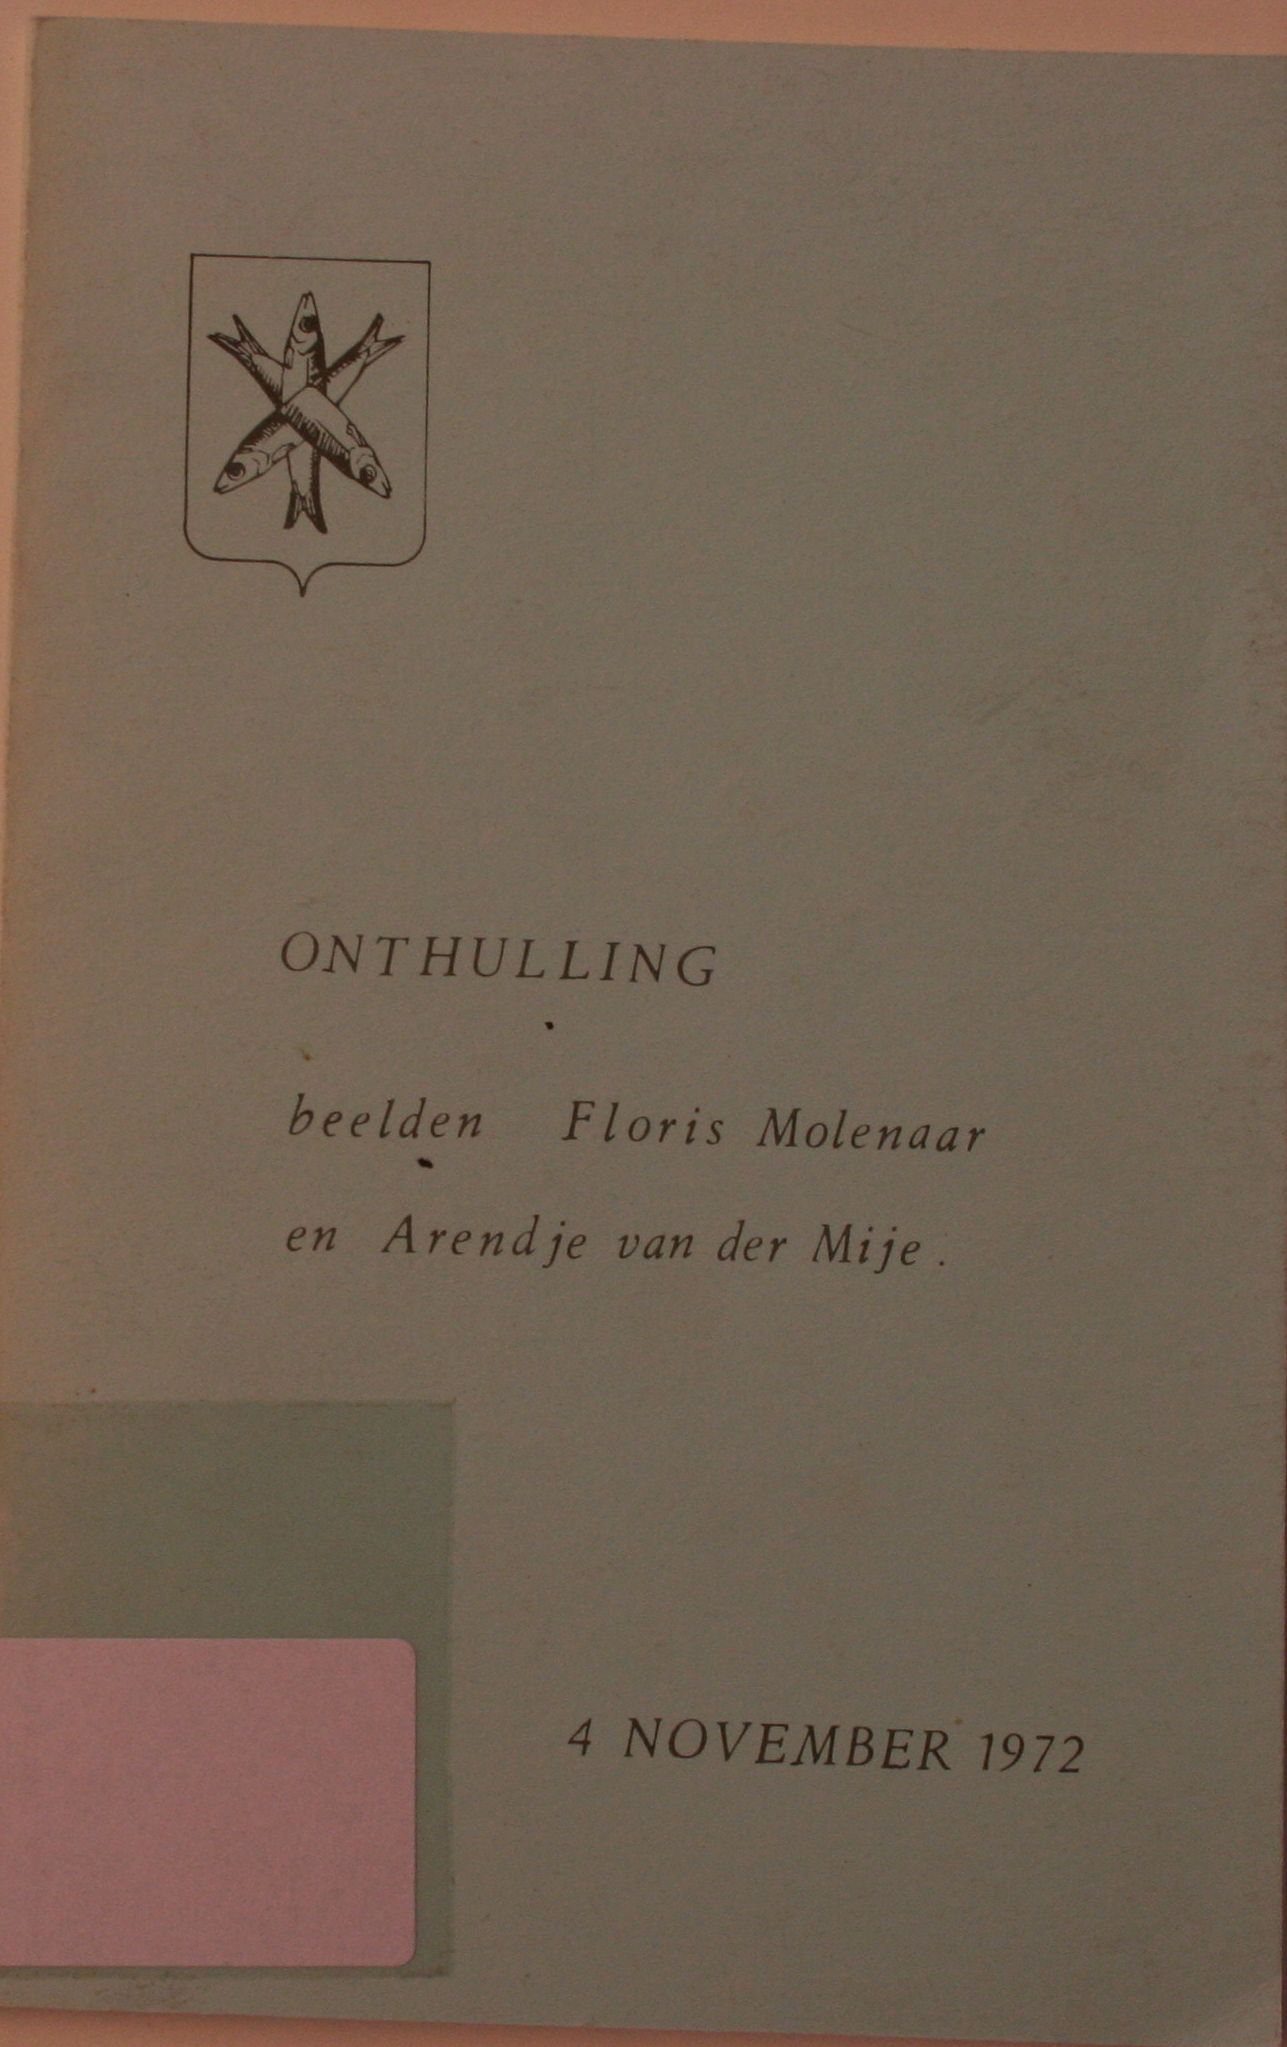 ONTHULLING
beelden Floris Molenaar
en Arendje van der Mije.
4 NOVEMBER 1972